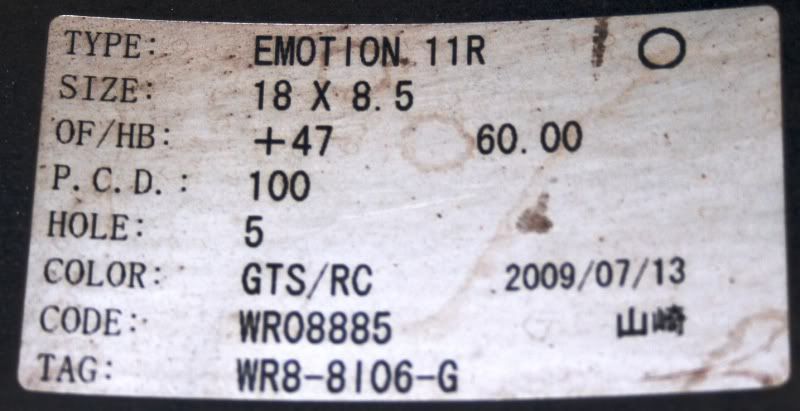 TYPE: EMOTION 11R ○
SIZE: 18 X 8.5
OF/HB: +47 60.00
P.C.D.: 100
HOLE: 5
COLOR: GTS/RC 2009/07/13
CODE: WR08885 山崎
TAG: WR8-8106-G